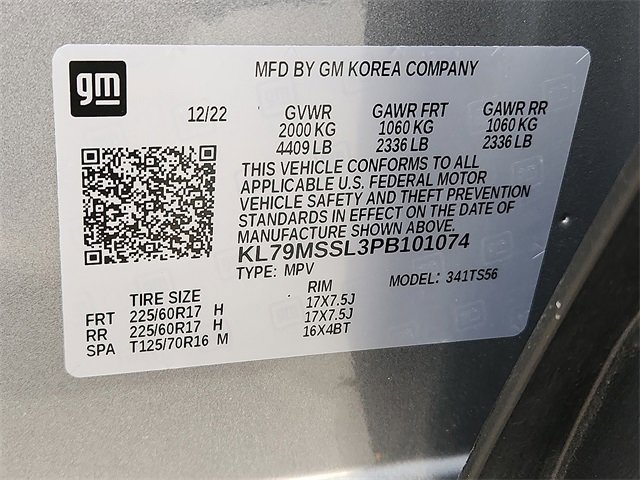 gm
MFD BY GM KOREA COMPANY
12/22 GVWR GAWR FRT GAWR RR
2000 KG 1060 KG 1060 KG
4409 LB 2336 LB 2336 LB
THIS VEHICLE CONFORMS TO ALL
APPLICABLE U.S. FEDERAL MOTOR
VEHICLE SAFETY AND THEFT PREVENTION
STANDARDS IN EFFECT ON THE DATE OF
MANUFACTURE SHOWN ABOVE.
KL79MSSL3PB101074
TYPE: MPV MODEL: 341TS56
TIRE SIZE RIM
FRT 225/60R17 H 17X7.5J
RR 225/60R17 H 17X7.5J
SPA T125/70R16 M 16X4BT